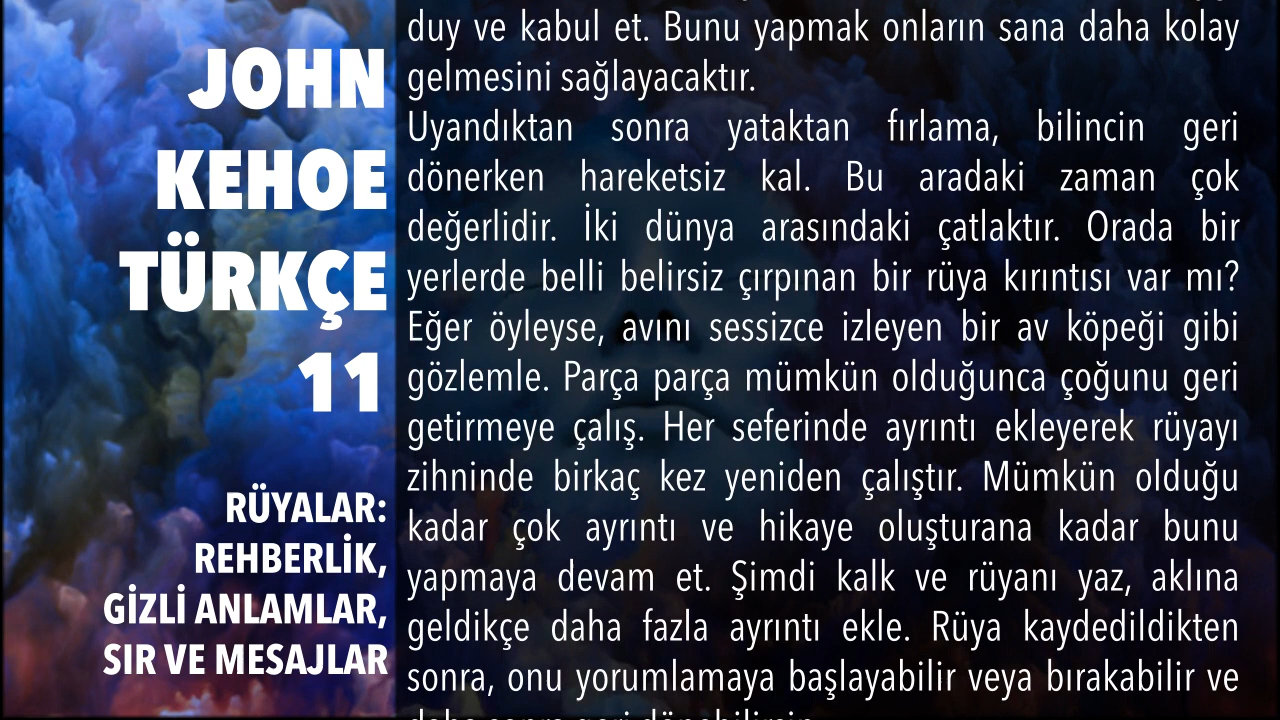 JOHN
KEHOE
TÜRKÇE
11
RÜYALAR:
REHBERLİK,
GİZLİ ANLAMLAR,
SIR VE MESAJLAR
duy ve kabul et. Bunu yapmak onların sana daha kolay
gelmesini sağlayacaktır.
Uyandıktan sonra yataktan fırlama, bilincin geri
dönerken hareketsiz kal. Bu aradaki zaman çok
değerlidir. İki dünya arasındaki çatlaktır. Orada bir
yerlerde belli belirsiz çırpınan bir rüya kırıntısı var mı?
Eğer öyleyse, avını sessizce izleyen bir av köpeği gibi
gözlemle. Parça parça mümkün olduğunca çoğunu geri
getirmeye çalış. Her seferinde ayrıntı ekleyerek rüyayı
zihninde birkaç kez yeniden çalıştır. Mümkün olduğu
kadar çok ayrıntı ve hikaye oluşturana kadar bunu
yapmaya devam et. Şimdi kalk ve rüyanı yaz, aklına
geldikçe daha fazla ayrıntı ekle. Rüya kaydedildikten
sonra, onu yorumlamaya başlayabilir veya bırakabilir ve
daha sonra geri dönebilirsin.